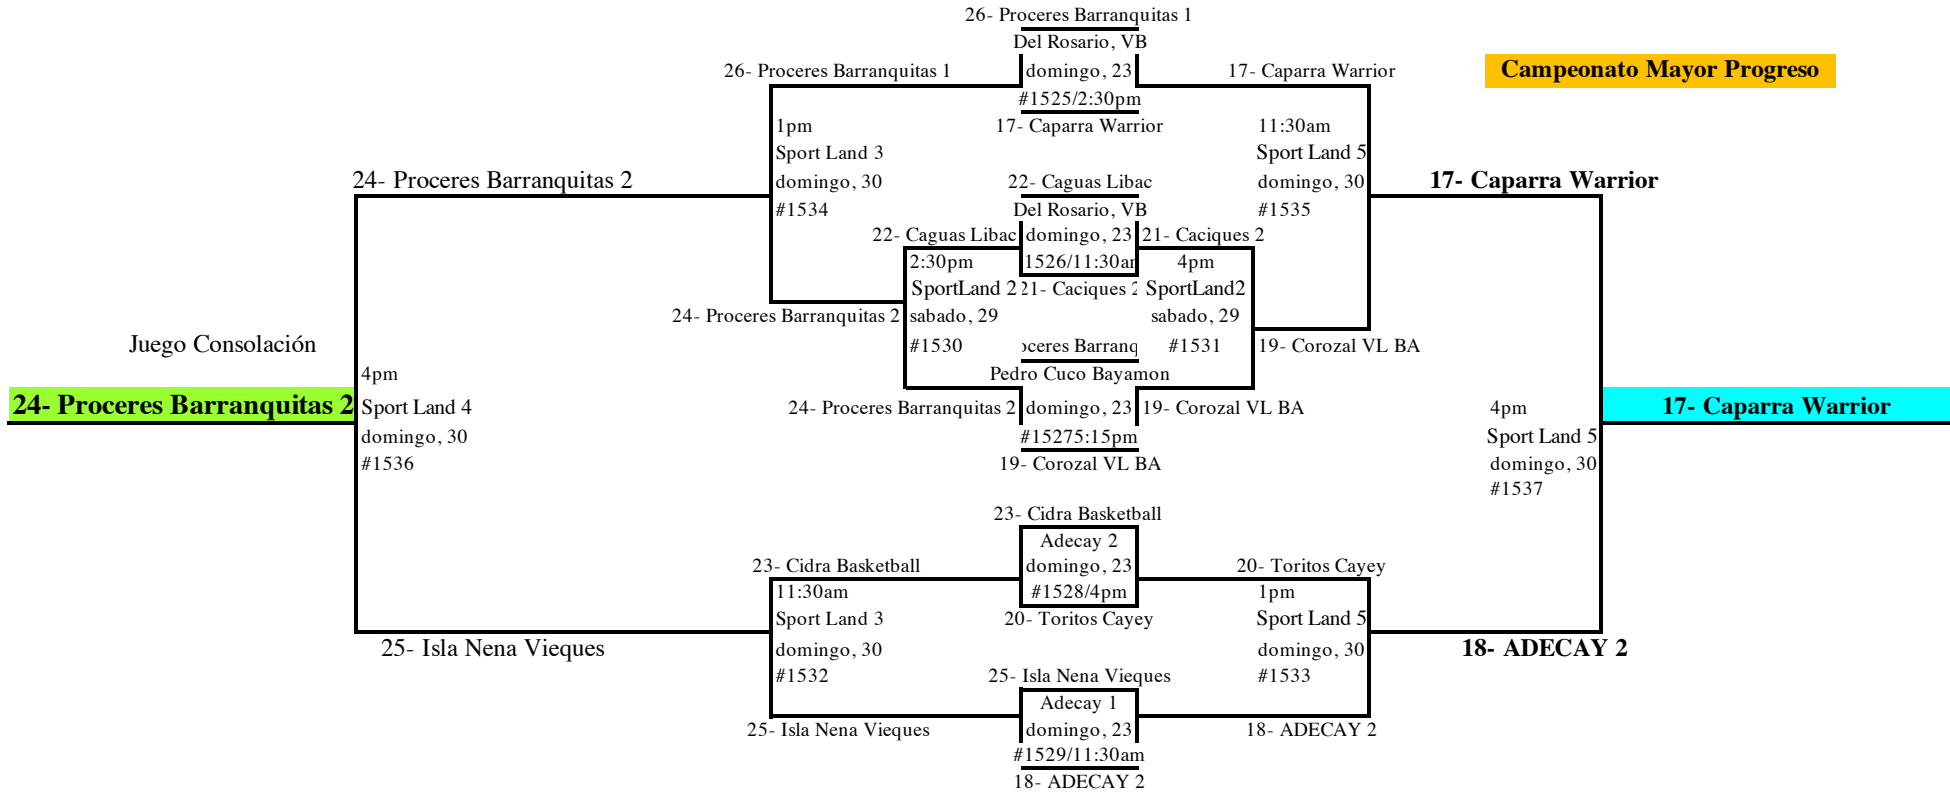 26- Proceres Barranquitas 1
Del Rosario, VB
26- Proceres Barranquitas 1
domingo, 23
17- Caparra Warrior
Campeonato Mayor Progreso
#1525/2:30pm
1pm
17- Caparra Warrior
11:30am
Sport Land 3
Sport Land 5
24- Proceres Barranquitas 2
domingo, 30
22- Caguas Libac
domingo, 30
17- Caparra Warrior
#1534
Del Rosario, VB
#1535
22- Caguas Libac
domingo, 23
21- Caciques 2
2:30pm
1526/11:30a
4pm
SportLand 2
21- Caciques 2
SportLand2
24- Proceres Barranquitas 2
sabado, 29
sabado, 29
Juego Consolación
#1530
oceres Barranq
#1531
19- Corozal VL BA
4pm
Pedro Cuco Bayamon
24- Proceres Barranquitas 2
Sport Land 4
24- Proceres Barranquitas 2
domingo, 23
19- Corozal VL BA
4pm
17- Caparra Warrior
domingo, 30
#15275:15pm
Sport Land 5
#1536
19- Corozal VL BA
domingo, 30
#1537
23- Cidra Basketball
Adecay 2
23- Cidra Basketball
domingo, 23
20- Toritos Cayey
11:30am
#1528/4pm
1pm
Sport Land 3
20- Toritos Cayey
Sport Land 5
25- Isla Nena Vieques
domingo, 30
domingo, 30
18- ADECAY 2
#1532
25- Isla Nena Vieques
#1533
Adecay 1
25- Isla Nena Vieques
domingo, 23
18- ADECAY 2
#1529/11:30am
18- ADECAY 2